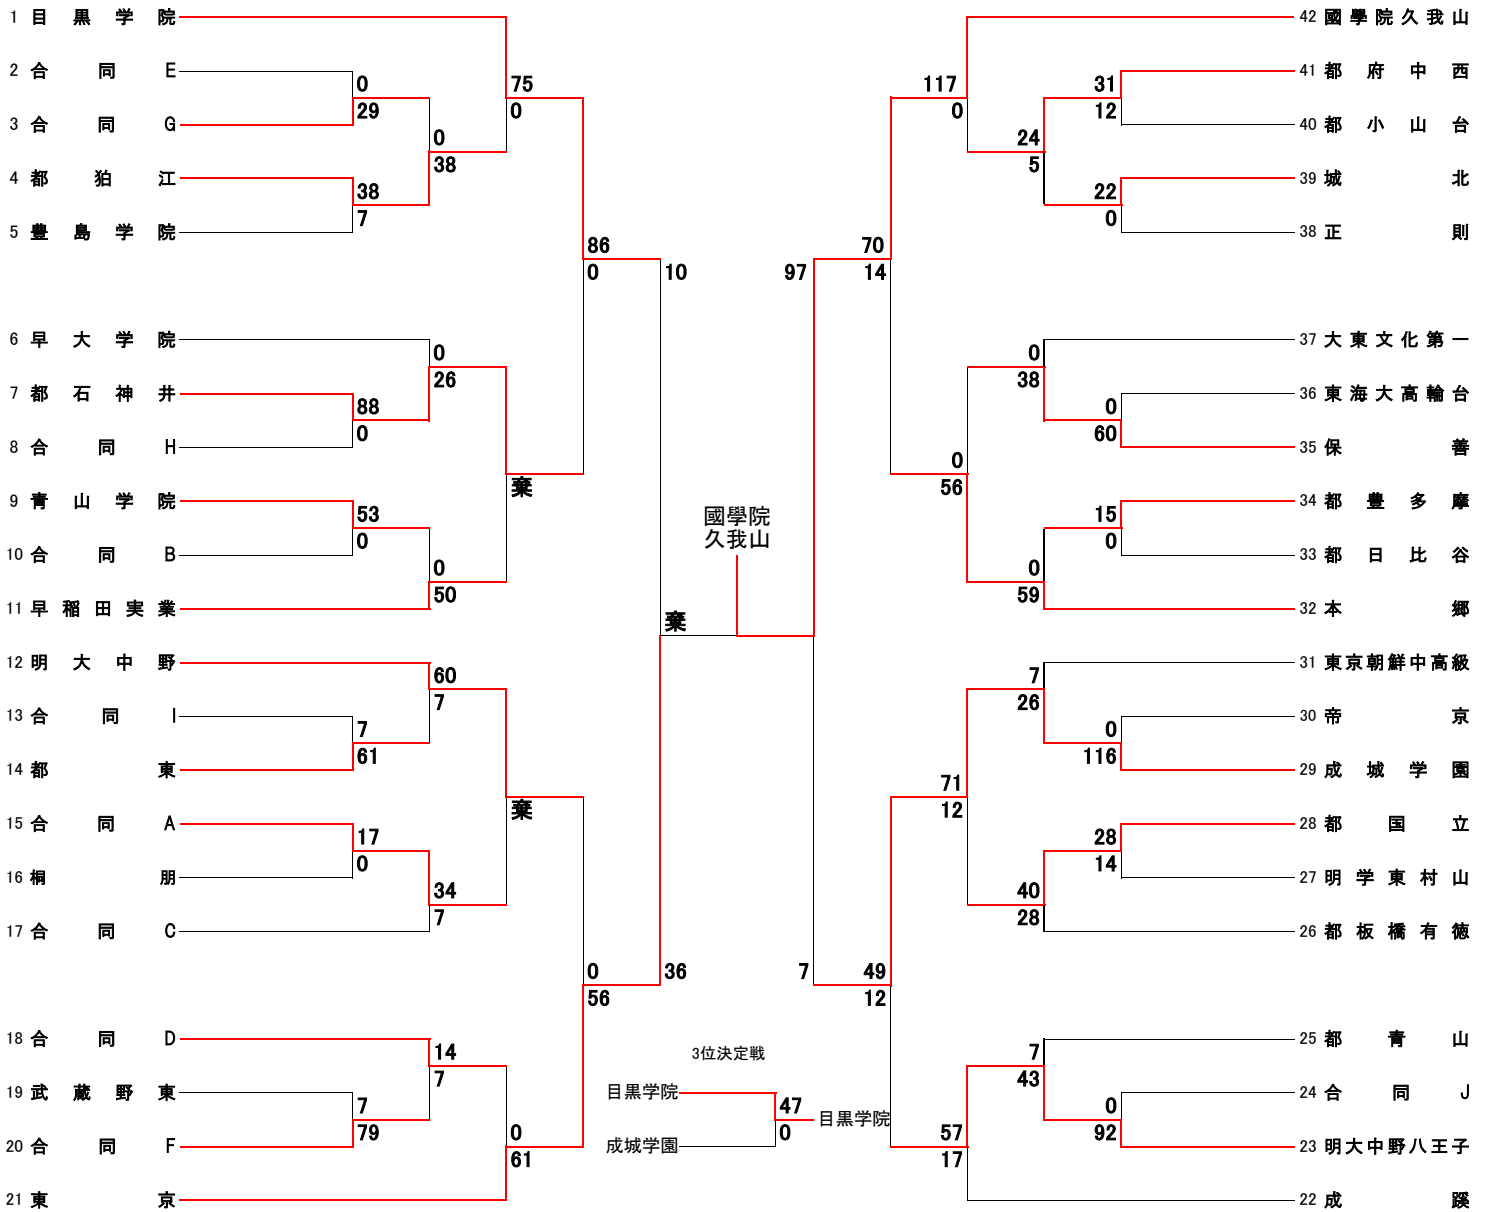 1 目黒学院
2 合同E
3 合同G
4 都狛江
5 豊島学院
6 早大学院
7 都石神井
8 合同H
9 青山学院
10 合同B
11 早稲田実業
12 明大中野
13 合同I
14 都東
15 合同A
16 桐朋
17 合同C
18 合同D
19 武蔵野東
20 合同F
21 東京
0
29
38
7
88
0
53
0
7
61
17
0
7
79
0
38
0
26
0
50
60
7
34
7
14
7
75
0
棄
棄
0
61
86
0
0
56
10
36
棄
國學院
久我山
97
7
70
14
49
12
117
0
0
56
71
12
57
17
24
5
0
38
0
59
7
26
40
28
7
43
31
12
22
0
0
60
15
0
0
116
28
14
0
92
42 國學院久我山
41 都府中西
40 都小山台
39 城北
38 正則
37 大東文化第一
36 東海大高輪台
35 保善
34 都豊多摩
33 都日比谷
32 本郷
31 東京朝鮮中高級
30 帝京
29 成城学園
28 都国立
27 明学東村山
26 都板橋有徳
25 都青山
24 合同J
23 明大中野八王子
22 成蹊
3位決定戦
目黒学院
成城学園
47
0
目黒学院